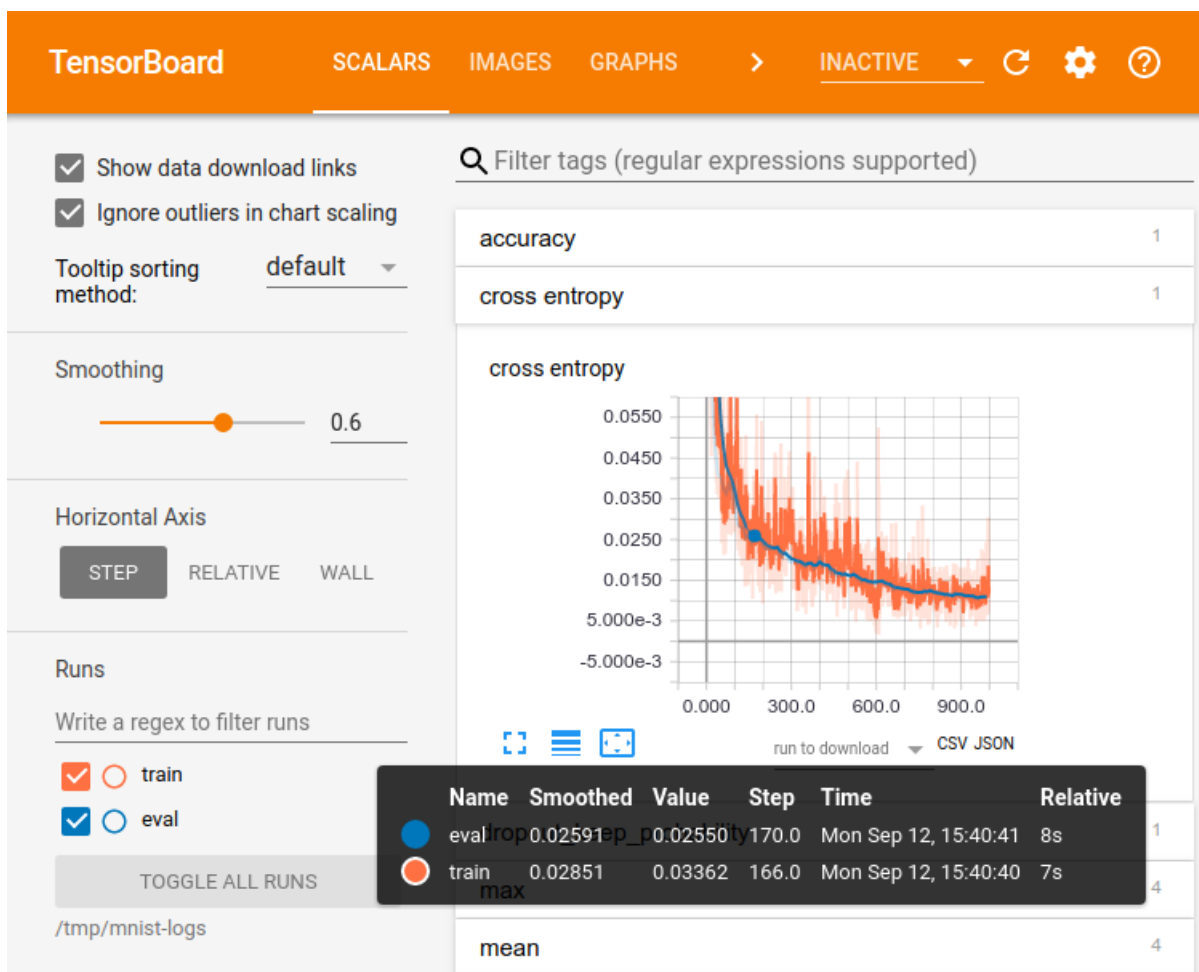 TensorBoard SCALARS IMAGES GRAPHS INACTIVE
Show data download links
Ignore outliers in chart scaling
Tooltip sorting method:
default
Smoothing
0.6
Horizontal Axis
STEP RELATIVE WALL
Runs
Write a regex to filter runs
train
eval
TOGGLE ALL RUNS
/tmp/mnist-logs
Filter tags (regular expressions supported)
accuracy 1
cross entropy 1
cross entropy
0.0550
0.0450
0.0350
0.0250
0.0150
5.000e-3
-5.000e-3
0.000 300.0 600.0 900.0
run to download CSV JSON
Name Smoothed Value Step Time Relative
eval 0.02591 0.02550 170.0 Mon Sep 12, 15:40:41 8s
train 0.02851 0.03362 166.0 Mon Sep 12, 15:40:40 7s
1
max 4
mean 4